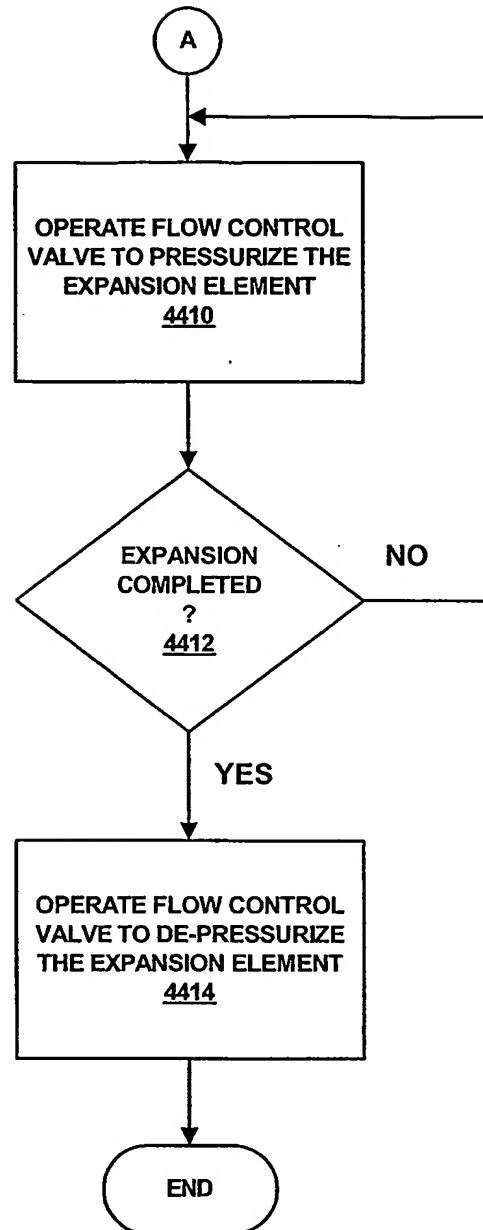 A
OPERATE FLOW CONTROL
VALVE TO PRESSURIZE THE
EXPANSION ELEMENT
4410
EXPANSION
COMPLETED
?
4412
NO
YES
OPERATE FLOW CONTROL
VALVE TO DE-PRESSURIZE
THE EXPANSION ELEMENT
4414
END